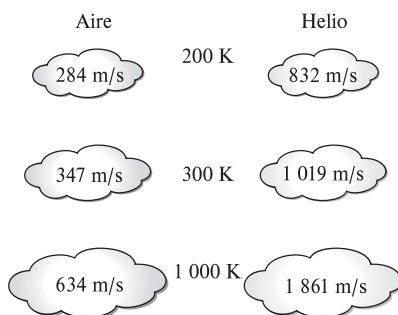 Aire Helio
200 K
284 m/s 832 m/s
347 m/s 300 K 1 019 m/s
1 000 K
634 m/s 1 861 m/s